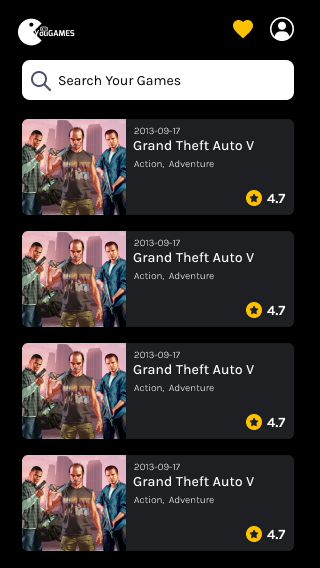 YouGAMES
Search Your Games
2013-09-17
Grand Theft Auto V
Action, Adventure
4.7
2013-09-17
Grand Theft Auto V
Action, Adventure
4.7
2013-09-17
Grand Theft Auto V
Action, Adventure
4.7
2013-09-17
Grand Theft Auto V
Action, Adventure
4.7